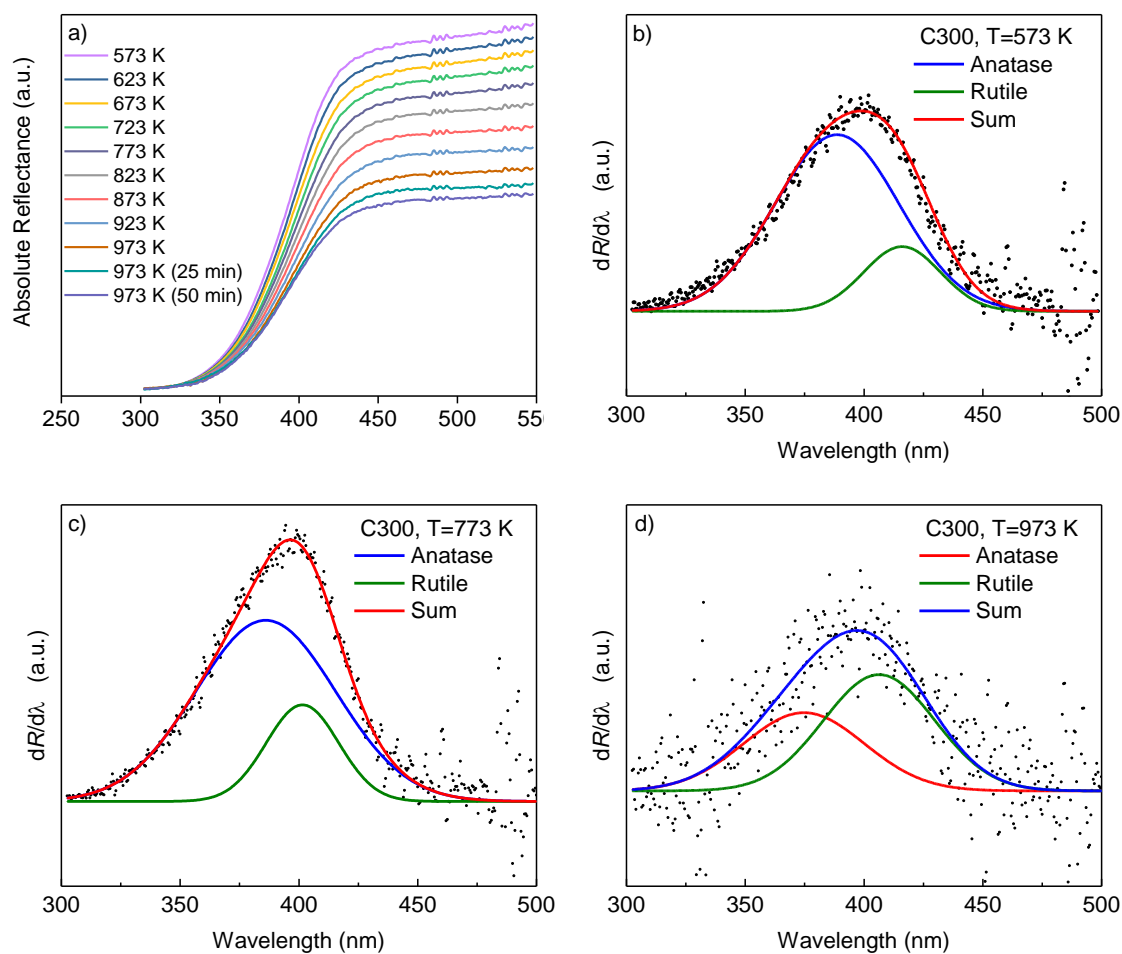 a)
573 K
623 K
673 K
723 K
773 K
823 K
873 K
923 K
973 K
973 K (25 min)
973 K (50 min)
Absolute Reflectance (a.u.)
250 300 350 400 450 500 55
b)
C300, T=573 K
Anatase
Rutile
Sum
dR/dλ (a.u.)
300 350 400 450 500
Wavelength (nm)
c)
C300, T=773 K
Anatase
Rutile
Sum
dR/dλ (a.u.)
300 350 400 450 500
Wavelength (nm)
d)
C300, T=973 K
Anatase
Rutile
Sum
dR/dλ (a.u.)
300 350 400 450 500
Wavelength (nm)